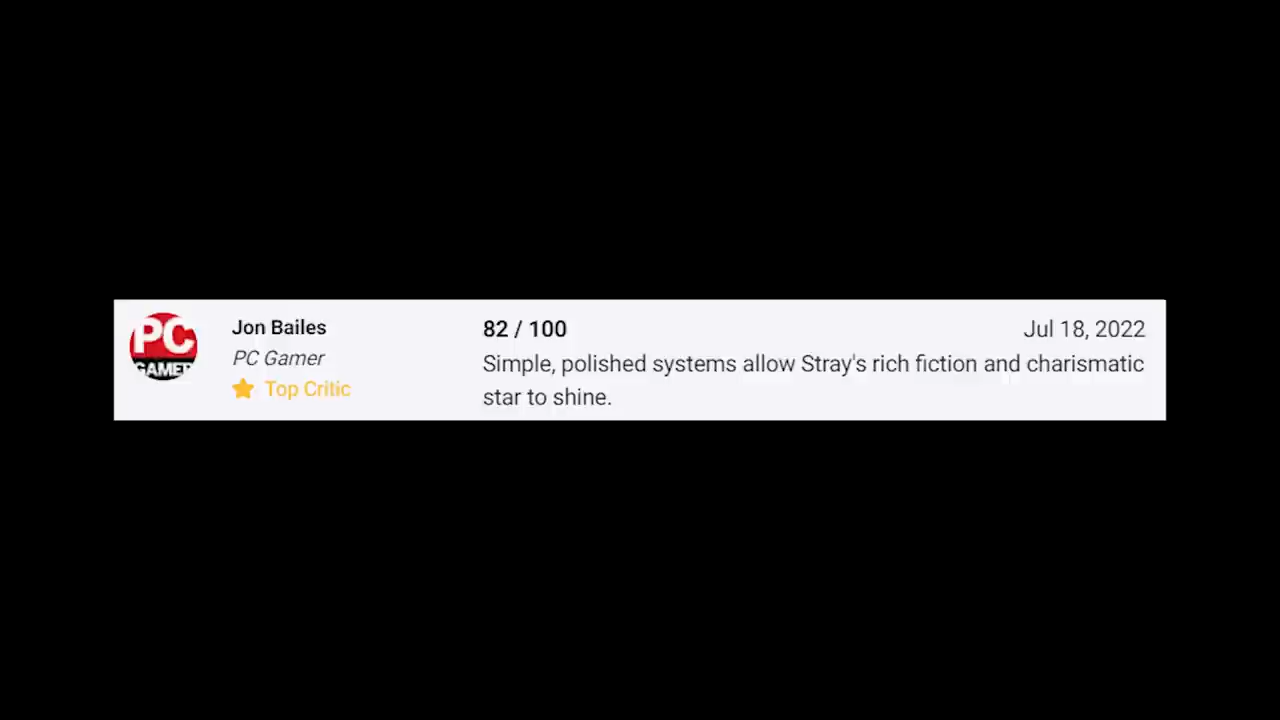 PC
GAMER
Jon Bailes
PC Gamer
Top Critic
82 / 100
Jul 18, 2022
Simple, polished systems allow Stray's rich fiction and charismatic
star to shine.